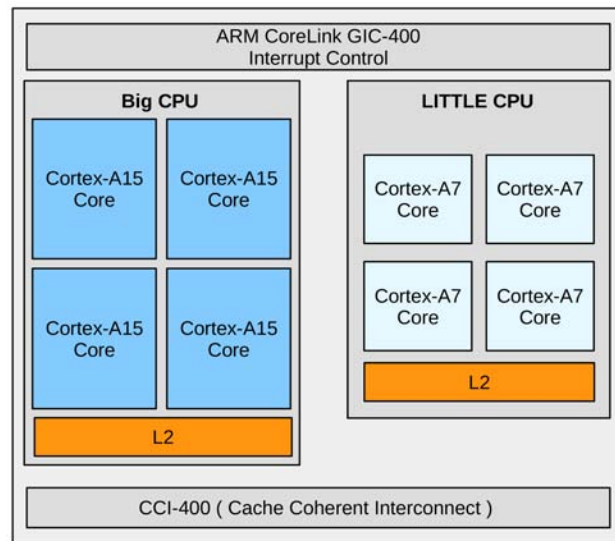 ARM CoreLink GIC-400
Interrupt Control
Big CPU
Cortex-A15
Core
Cortex-A15
Core
Cortex-A15
Core
Cortex-A15
Core
L2
LITTLE CPU
Cortex-A7
Core
Cortex-A7
Core
Cortex-A7
Core
Cortex-A7
Core
L2
CCI-400 ( Cache Coherent Interconnect )